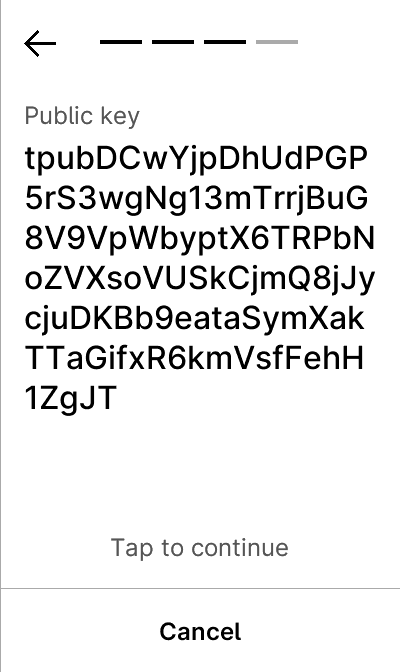 Public key
tpubDCwYjpDhUdPGP
5rS3wgNg13mTrrjBuG
8V9VpWbyptX6TRPbN
oZVXsoVUSkCjmQ8jJy
cjuDKBb9eataSymXak
TTaGifxR6kmVsfFehH
1ZgJT
Tap to continue
Cancel